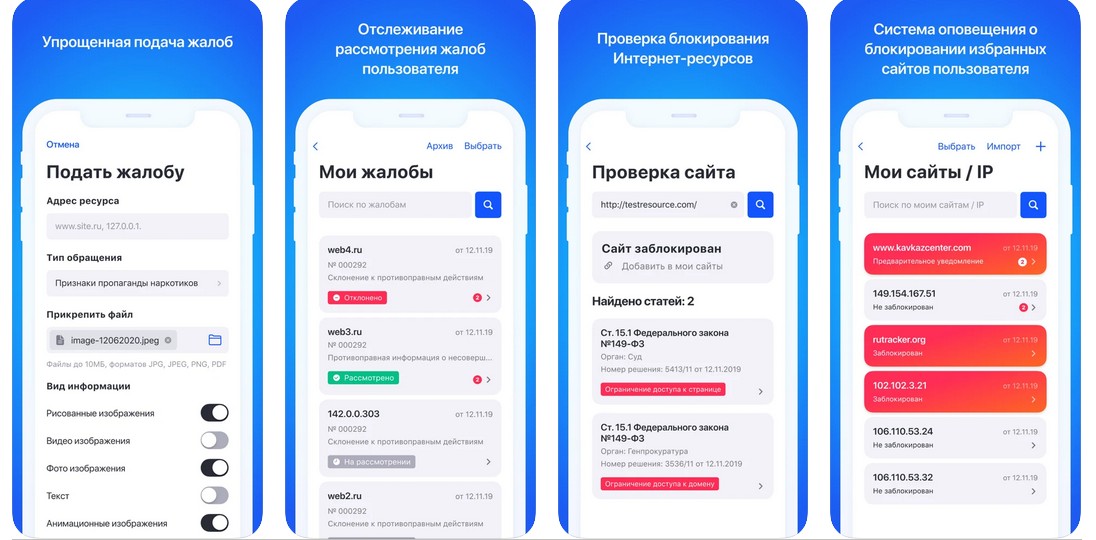 Упрощенная подача жалоб
Отмена
Подать жалобу
Адрес ресурса
www.site.ru, 127.0.0.1.
Тип обращения
Признаки пропаганды наркотиков
Прикрепить файл
image-12062020.jpeg
Файлы до 10МБ, форматов JPG, JPEG, PNG, PDF
Вид информации
Рисованные изображения
Видео изображения
Фото изображения
Текст
Анимационные изображения
Отслеживание
рассмотрения жалоб
пользователя
Архив Выбрать
Мои жалобы
Поиск по жалобам
web4.ru от 12.11.19
№ 000292
Склонение к противоправным действиям
Отклонено 2
web3.ru от 12.11.19
№ 000292
Противоправная информация о несоверш...
Рассмотрено 2
142.0.0.303 от 12.11.19
№ 000292
Склонение к противоправным действиям
На рассмотрении
web2.ru от 12.11.19
№ 000292
Склонение к противоправным действиям
Проверка блокирования
Интернет-ресурсов
Проверка сайта
http://testresource.com/
Сайт заблокирован
Добавить в мои сайты
Найдено статей: 2
Ст. 15.1 Федерального закона
№149-ФЗ
Орган: Суд
Номер решения: 5413/11 от 12.11.2019
Ограничение доступа к странице
Ст. 15.1 Федерального закона
№149-ФЗ
Орган: Генпрокуратура
Номер решения: 3536/11 от 12.11.2019
Ограничение доступа к домену
Система оповещения о
блокировании избранных
сайтов пользователя
Выбрать Импорт +
Мои сайты / IP
Поиск по моим сайтам / IP
www.kavkazcenter.com от 12.11.19
Предварительное уведомление 2
149.154.167.51 от 12.11.19
Не заблокирован 2
rutracker.org от 12.11.19
Заблокирован
102.102.3.21 от 12.11.19
Заблокирован
106.110.53.24 от 12.11.19
Не заблокирован
106.110.53.32 от 12.11.19
Не заблокирован